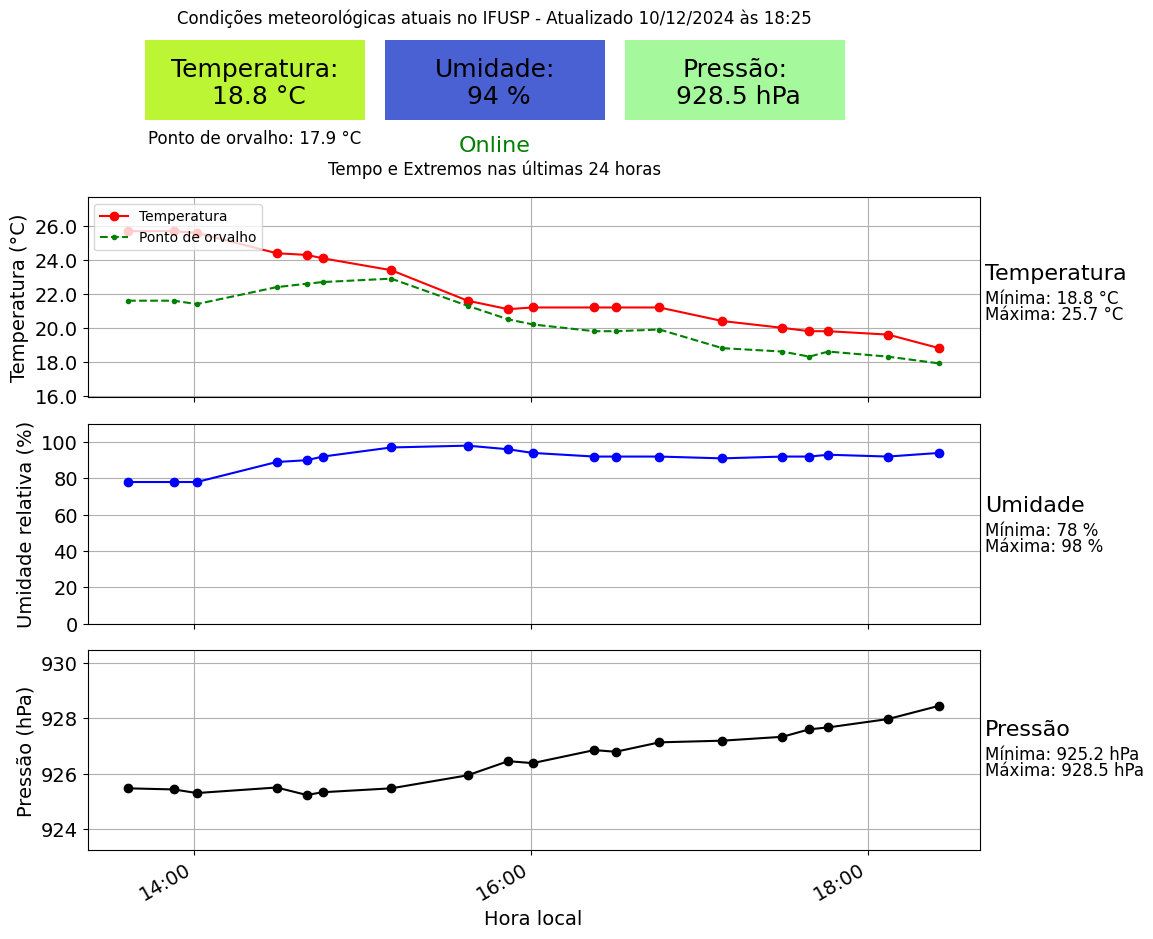 Condições meteorológicas atuais no IFUSP - Atualizado 10/12/2024 às 18:25
Temperatura:
18.8 °C
Umidade:
94 %
Pressão:
928.5 hPa
Ponto de orvalho: 17.9 °C
Online
Tempo e Extremos nas últimas 24 horas
Temperatura (°C)
26.0
24.0
22.0
20.0
18.0
16.0
Temperatura
Ponto de orvalho
Temperatura
Mínima: 18.8 °C
Máxima: 25.7 °C
Umidade relativa (%)
100
80
60
40
20
0
Umidade
Mínima: 78 %
Máxima: 98 %
Pressão (hPa)
930
928
926
924
Pressão
Mínima: 925.2 hPa
Máxima: 928.5 hPa
14:00
16:00
18:00
Hora local